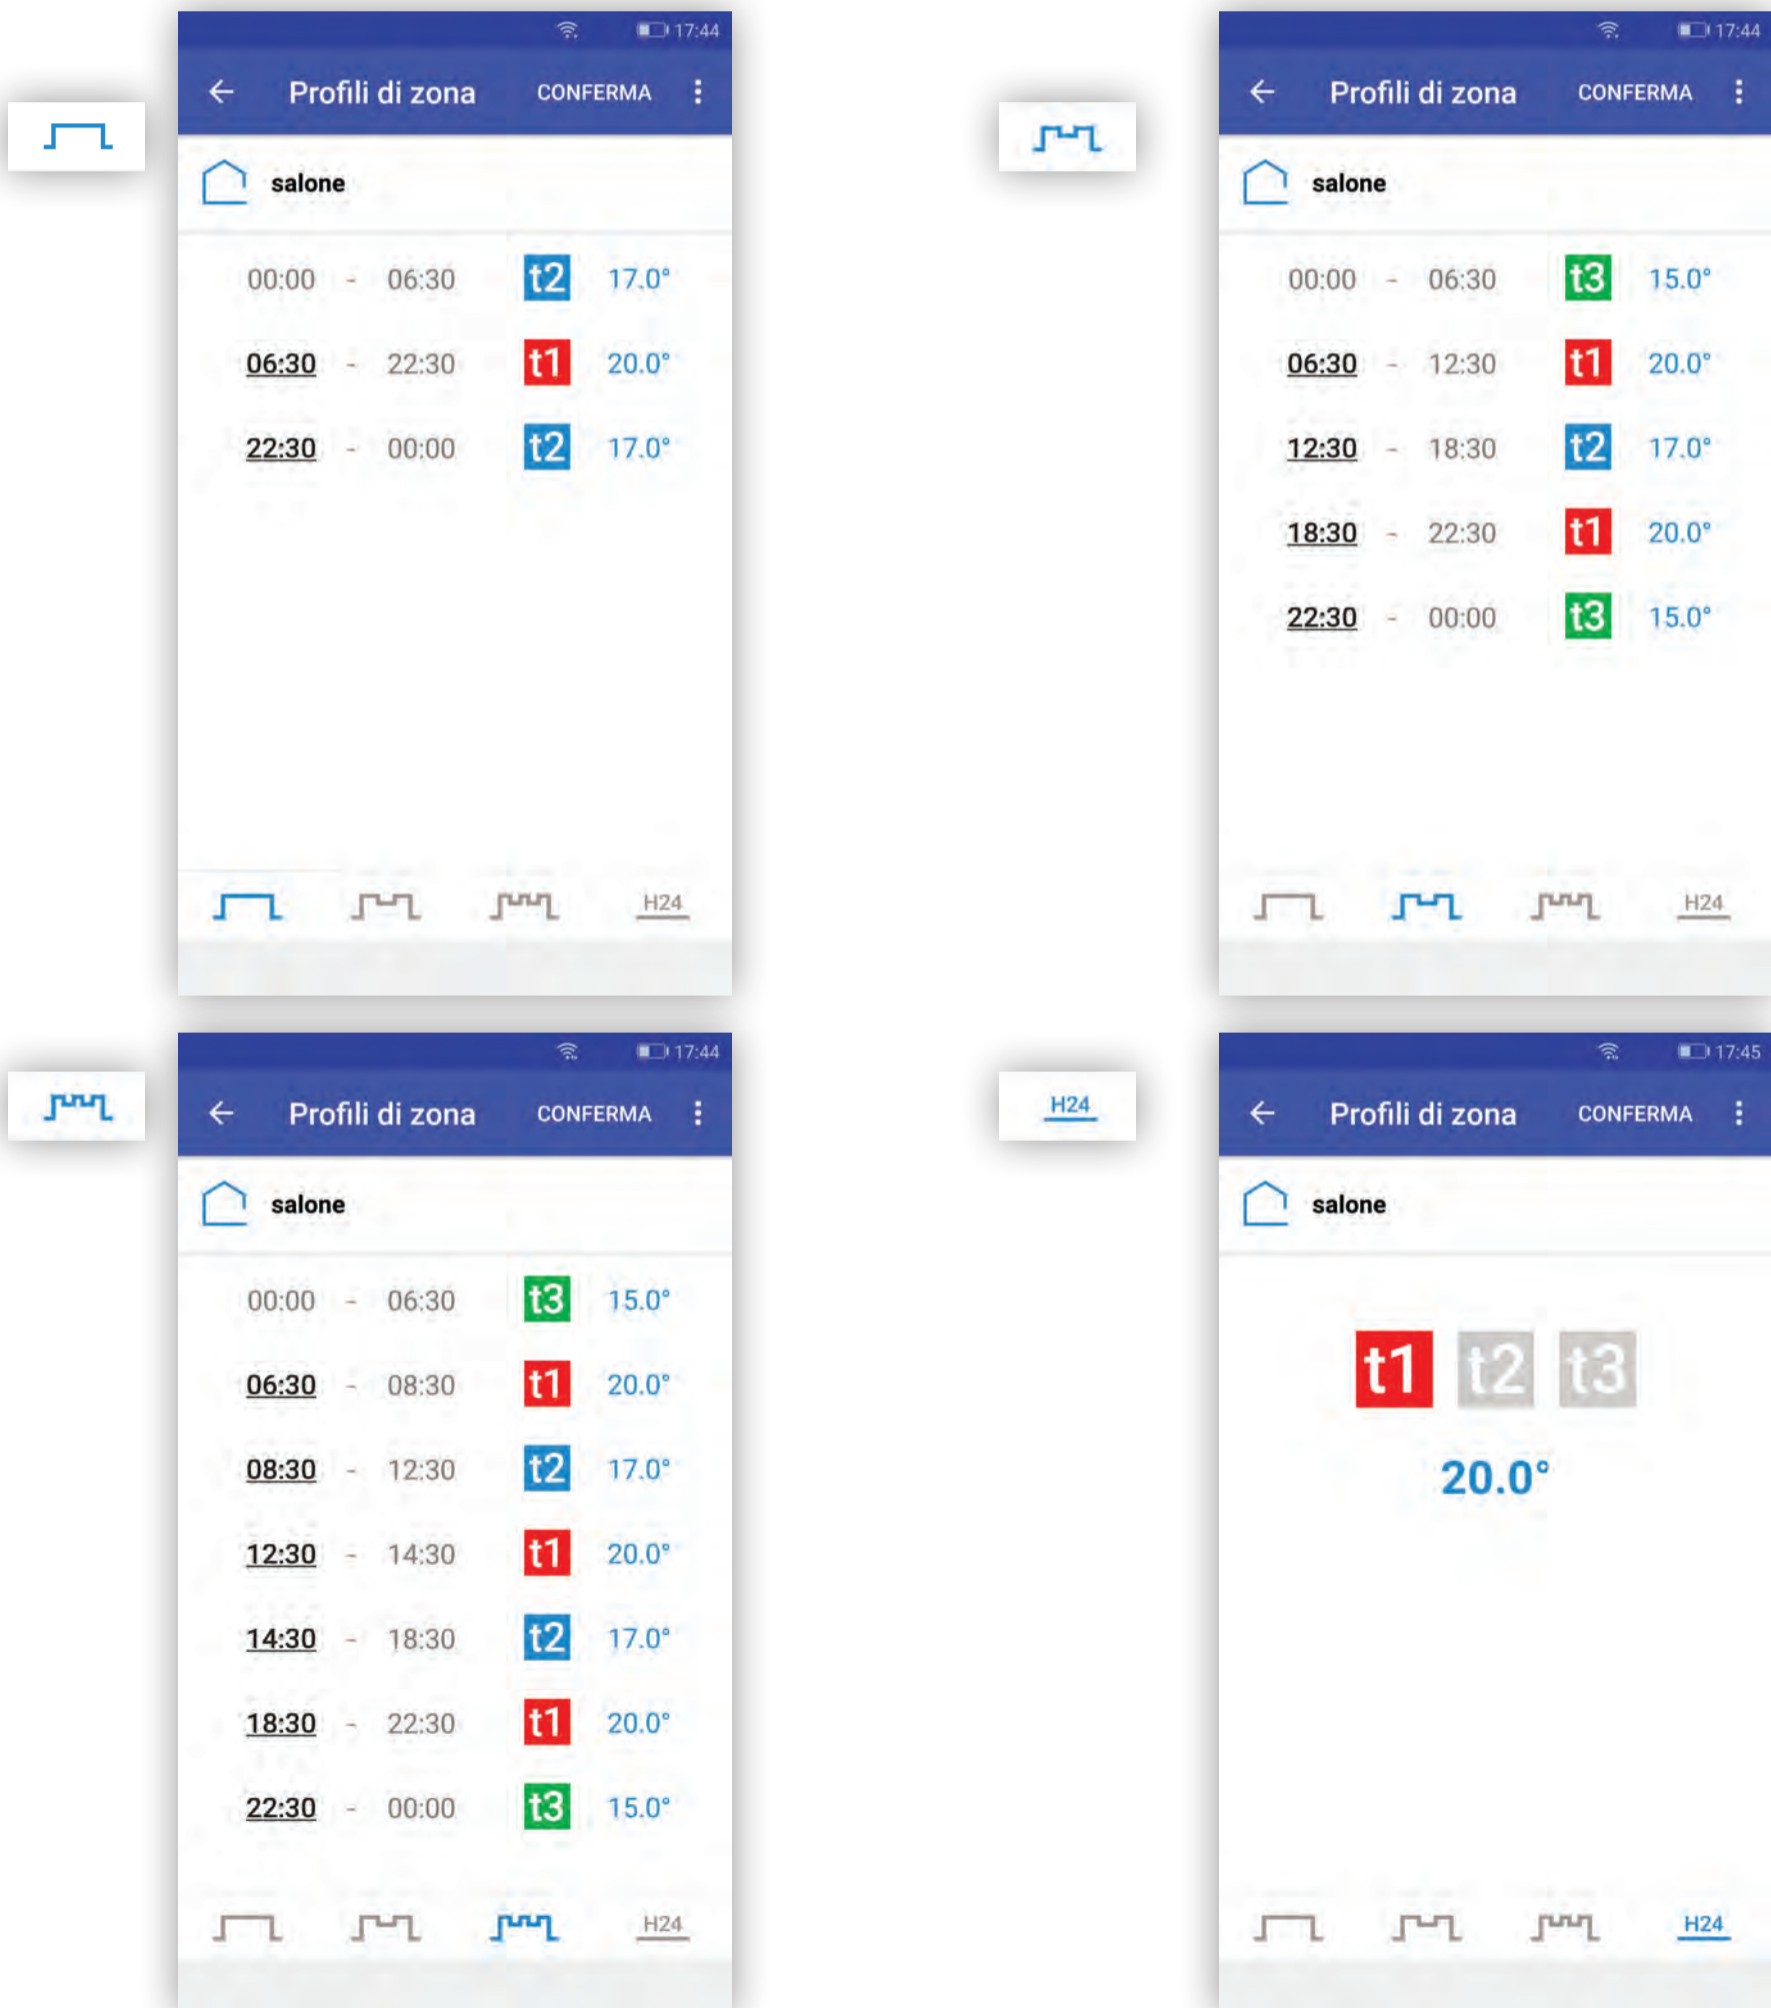 17:44
Profili di zona CONFERMA
salone
00:00 - 06:30 t2 17.0°
06:30 - 22:30 t1 20.0°
22:30 - 00:00 t2 17.0°
H24
17:44
Profili di zona CONFERMA
salone
00:00 - 06:30 t3 15.0°
06:30 - 12:30 t1 20.0°
12:30 - 18:30 t2 17.0°
18:30 - 22:30 t1 20.0°
22:30 - 00:00 t3 15.0°
H24
17:44
Profili di zona CONFERMA
salone
00:00 - 06:30 t3 15.0°
06:30 - 08:30 t1 20.0°
08:30 - 12:30 t2 17.0°
12:30 - 14:30 t1 20.0°
14:30 - 18:30 t2 17.0°
18:30 - 22:30 t1 20.0°
22:30 - 00:00 t3 15.0°
H24
H24
17:45
Profili di zona CONFERMA
salone
t1 t2 t3
20.0°
H24